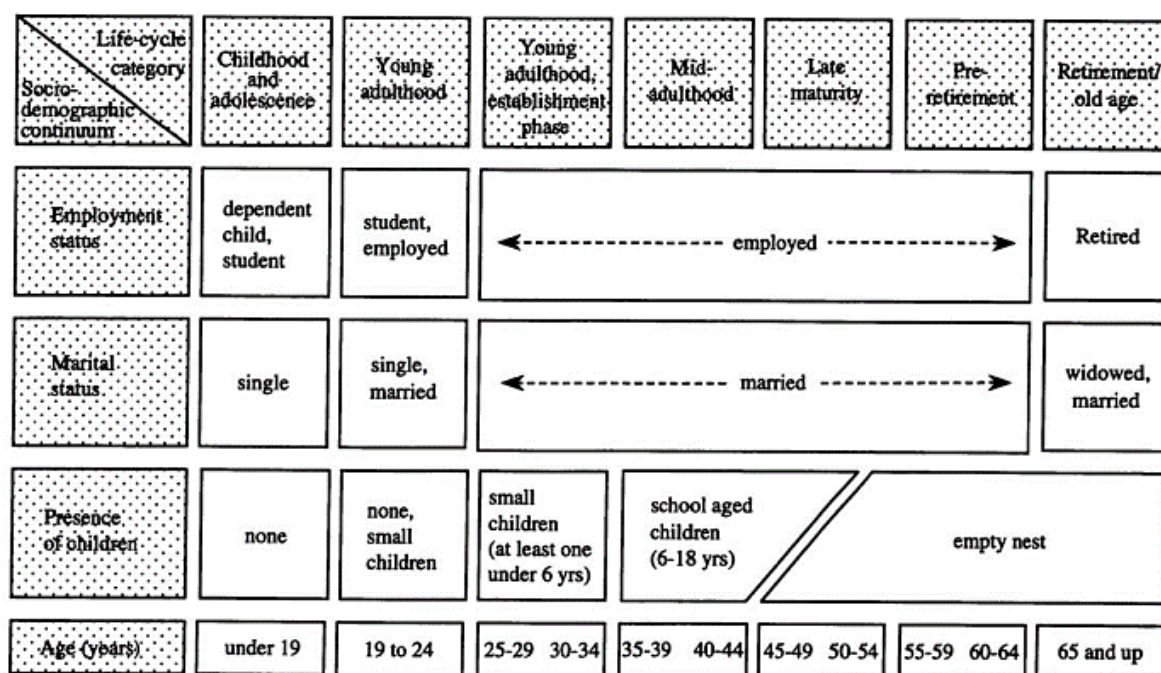 Life-cycle
category
Socio-
demographic
continuum
Childhood
and
adolescence
Young
adulthood
Young
adulthood,
establishment
phase
Mid-
adulthood
Late
maturity
Pre-
retirement
Retirement/
old age
Employment
status
dependent
child,
student
student,
employed
employed
Retired
Marital
status
single
single,
married
married
widowed,
married
Presence
of children
none
none,
small
children
small
children
(at least one
under 6 yrs)
school aged
children
(6-18 yrs)
empty nest
Age (years)
under 19
19 to 24
25-29 30-34
35-39 40-44
45-49 50-54
55-59 60-64
65 and up